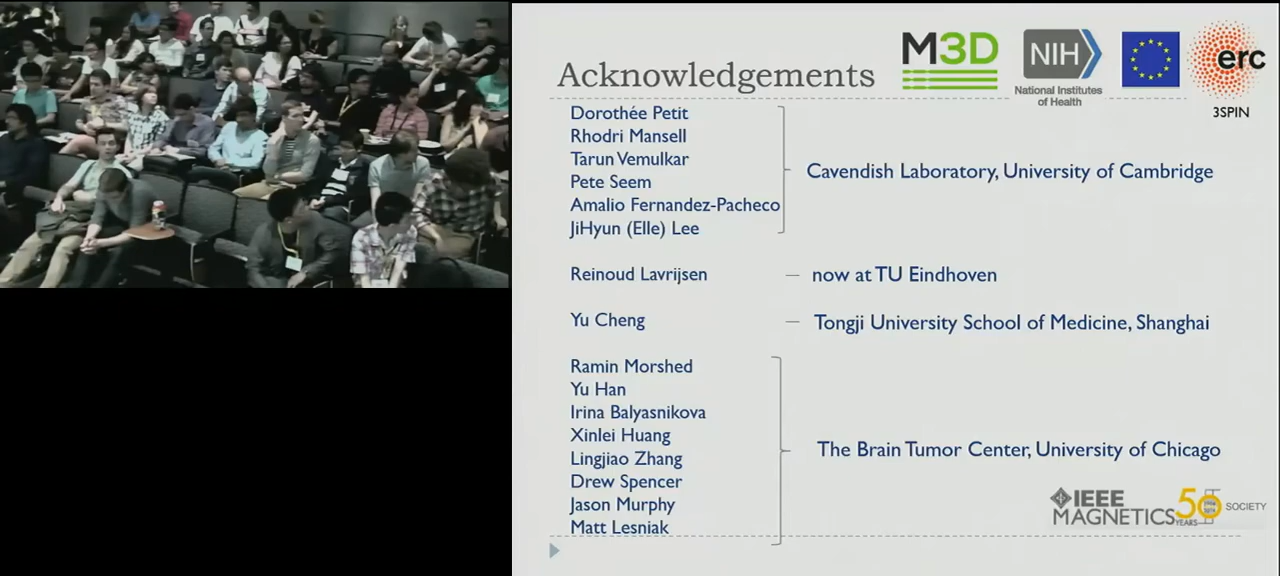 Acknowledgements
M3D
NIH
National Institutes
of Health
erc
3SPIN
Dorothée Petit
Rhodri Mansell
Tarun Vemulkar
Pete Seem
Amalio Fernandez-Pacheco
JiHyun (Elle) Lee
Cavendish Laboratory, University of Cambridge
Reinoud Lavrijsen
— now at TU Eindhoven
Yu Cheng
— Tongji University School of Medicine, Shanghai
Ramin Morshed
Yu Han
Irina Balyasnikova
Xinlei Huang
Lingjiao Zhang
Drew Spencer
Jason Murphy
Matt Lesniak
The Brain Tumor Center, University of Chicago
IEEE
MAGNETICS 50 SOCIETY
YEARS